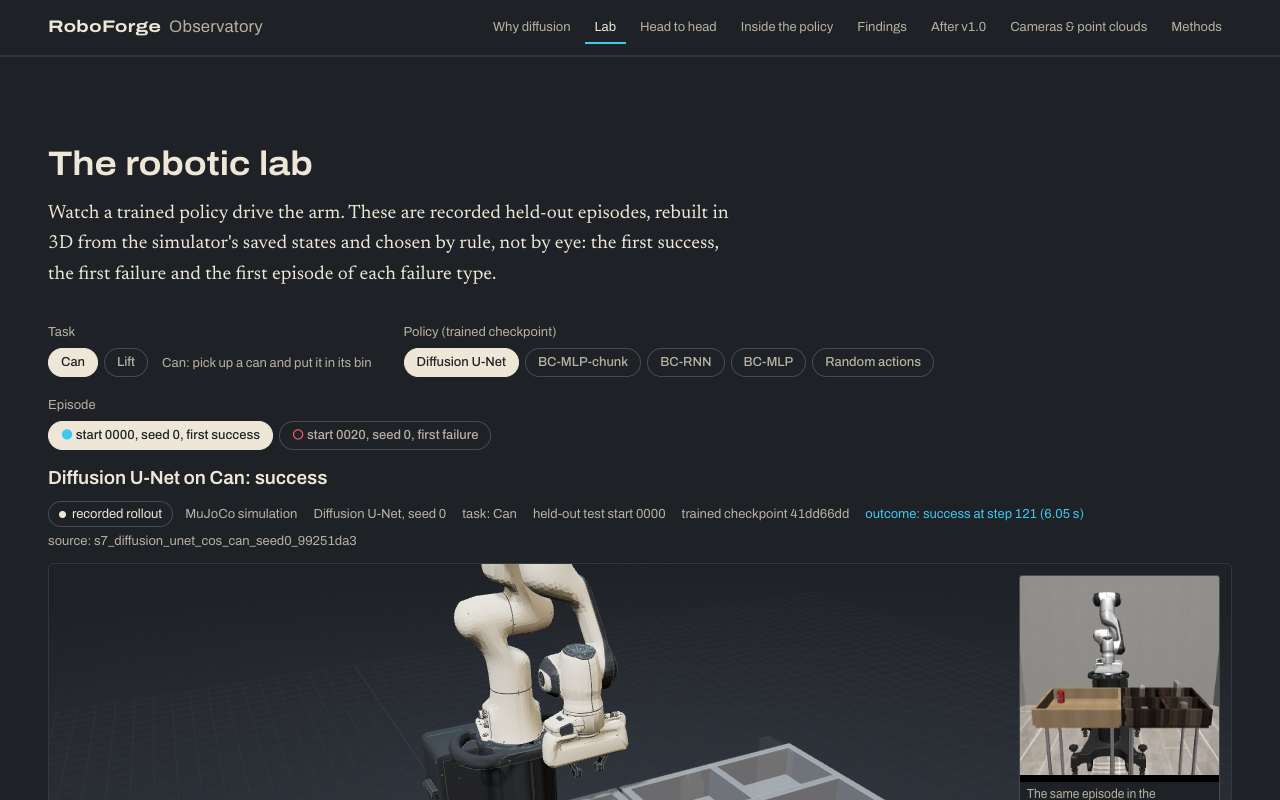 RoboForge Observatory
Why diffusion
Lab
Head to head
Inside the policy
Findings
After v1.0
Cameras & point clouds
Methods
The robotic lab
Watch a trained policy drive the arm. These are recorded held-out episodes, rebuilt in
3D from the simulator's saved states and chosen by rule, not by eye: the first success,
the first failure and the first episode of each failure type.
Task
Can
Lift
Can: pick up a can and put it in its bin
Policy (trained checkpoint)
Diffusion U-Net
BC-MLP-chunk
BC-RNN
BC-MLP
Random actions
Episode
start 0000, seed 0, first success
start 0020, seed 0, first failure
Diffusion U-Net on Can: success
recorded rollout
MuJoCo simulation
Diffusion U-Net, seed 0
task: Can
held-out test start 0000
trained checkpoint 41dd66dd
outcome: success at step 121 (6.05 s)
source: s7_diffusion_unet_cos_can_seed0_99251da3
The same episode in the